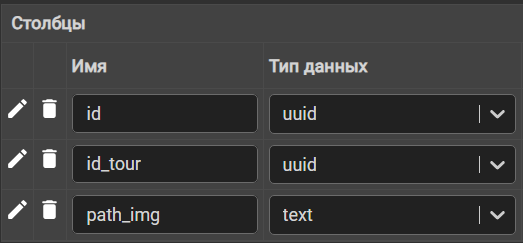 Столбцы
Имя Тип данных
id uuid
id_tour uuid
path_img text